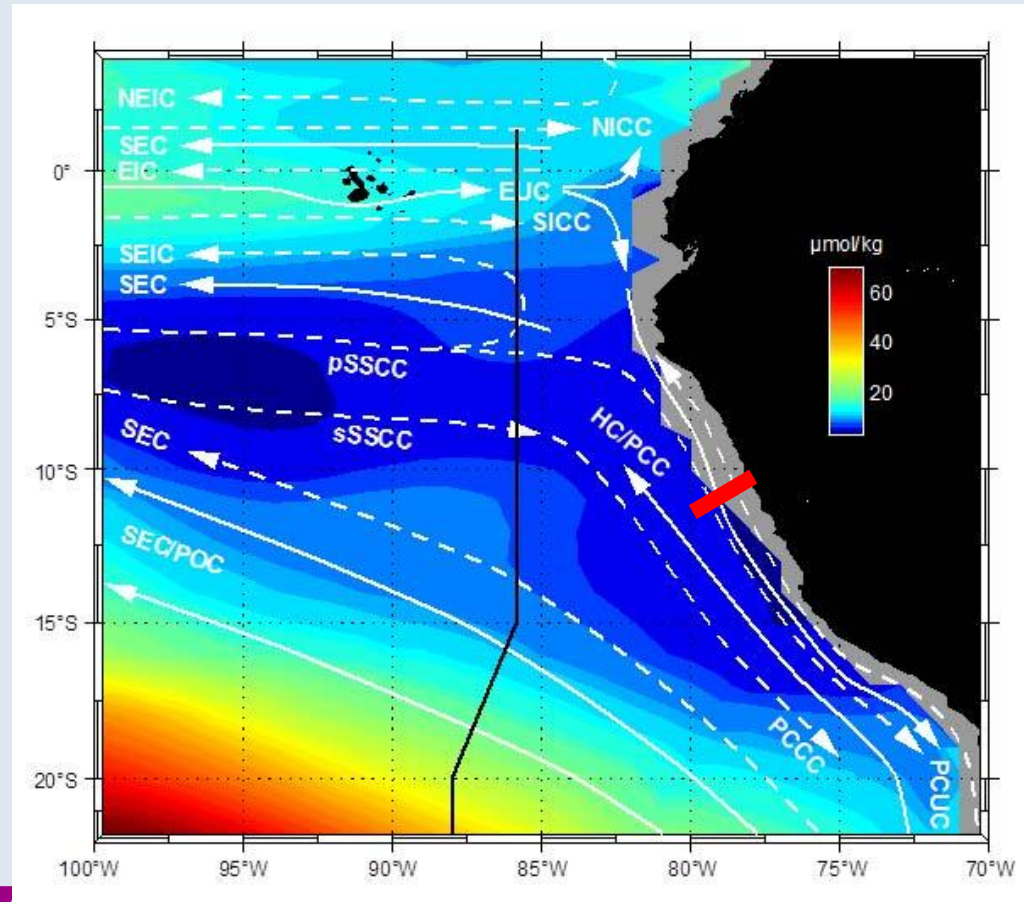 NEIC
NICC
SEC
EIC
0°
EUC
SICC
µmol/kg
SEIC
SEC
60
5°S
40
pSSCC
20
SEC
sSSCC
HC/PCC
10°S
SEC/POC
15°S
PCCC
PCUC
20°S
100°W 95°W 90°W 85°W 80°W 75°W 70°W